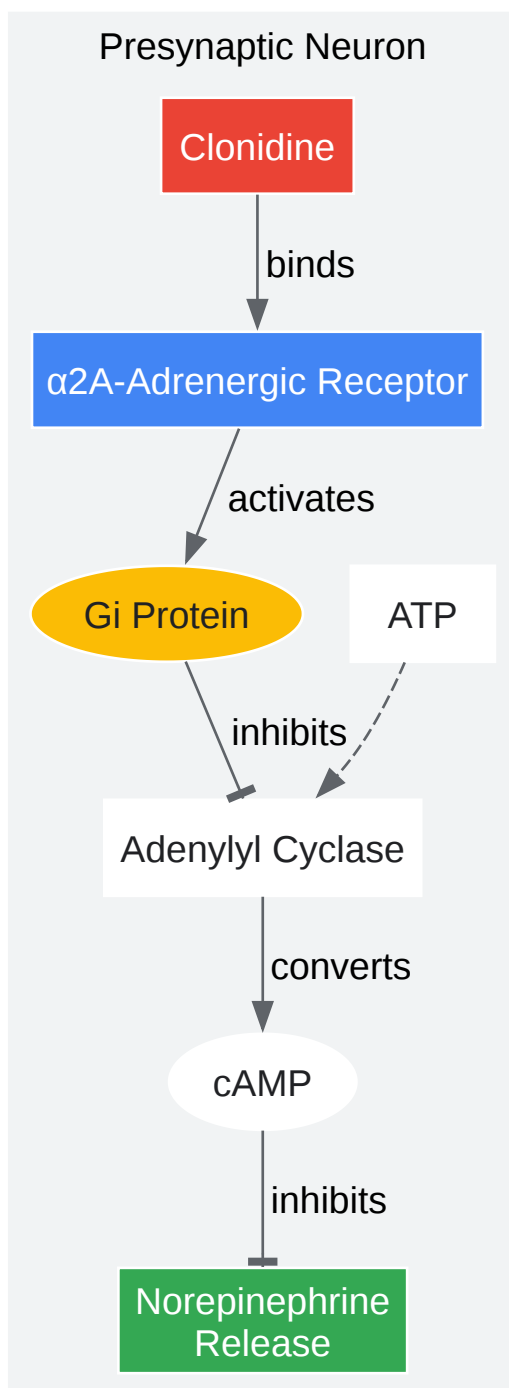 Presynaptic Neuron
Clonidine
binds
α2A-Adrenergic Receptor
activates
Gi Protein
ATP
inhibits
Adenylyl Cyclase
converts
cAMP
inhibits
Norepinephrine
Release